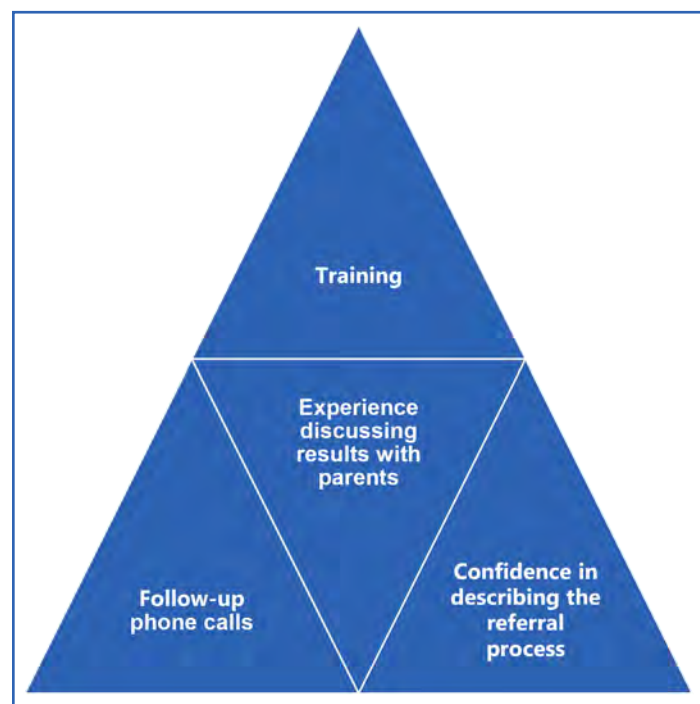 Training
Experience
discussing
results with
parents
Follow-up
phone calls
Confidence in
describing the
referral
process